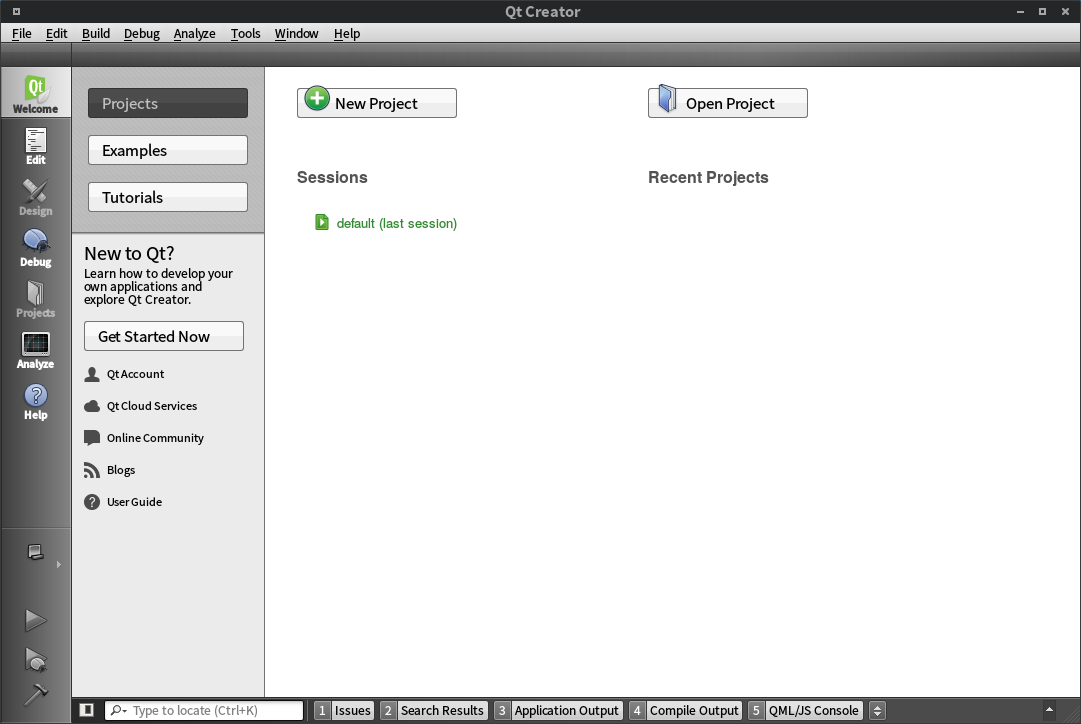 Qt Creator
File Edit Build Debug Analyze Tools Window Help
Qt
Welcome
Edit
Design
Debug
Projects
Analyze
?
Help
Projects
Examples
Tutorials
New to Qt?
Learn how to develop your
own applications and
explore Qt Creator.
Get Started Now
Qt Account
Qt Cloud Services
Online Community
Blogs
? User Guide
New Project
Open Project
Sessions
Recent Projects
default (last session)
Type to locate (Ctrl+K)
1 Issues 2 Search Results 3 Application Output 4 Compile Output 5 QML/JS Console